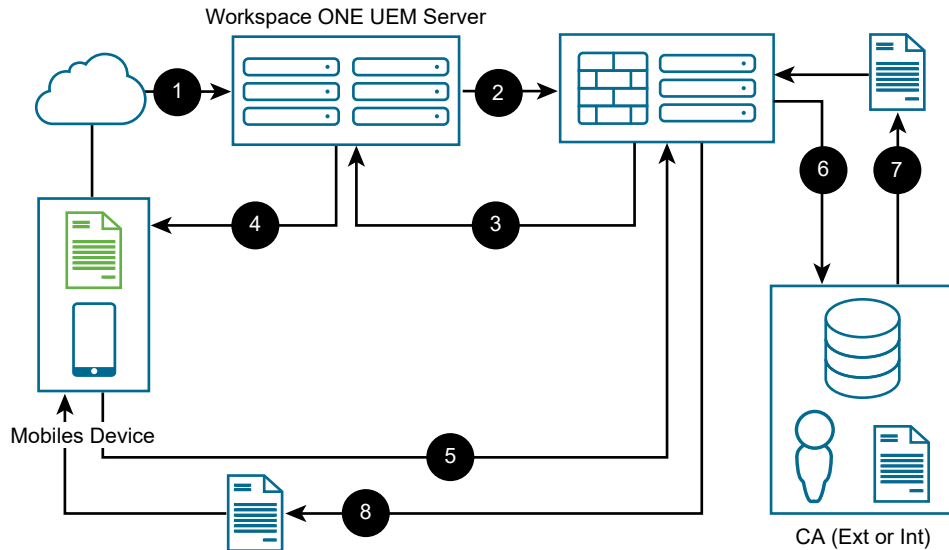 Workspace ONE UEM Server
1
2
6
7
4
3
Mobiles Device
5
8
CA (Ext or Int)